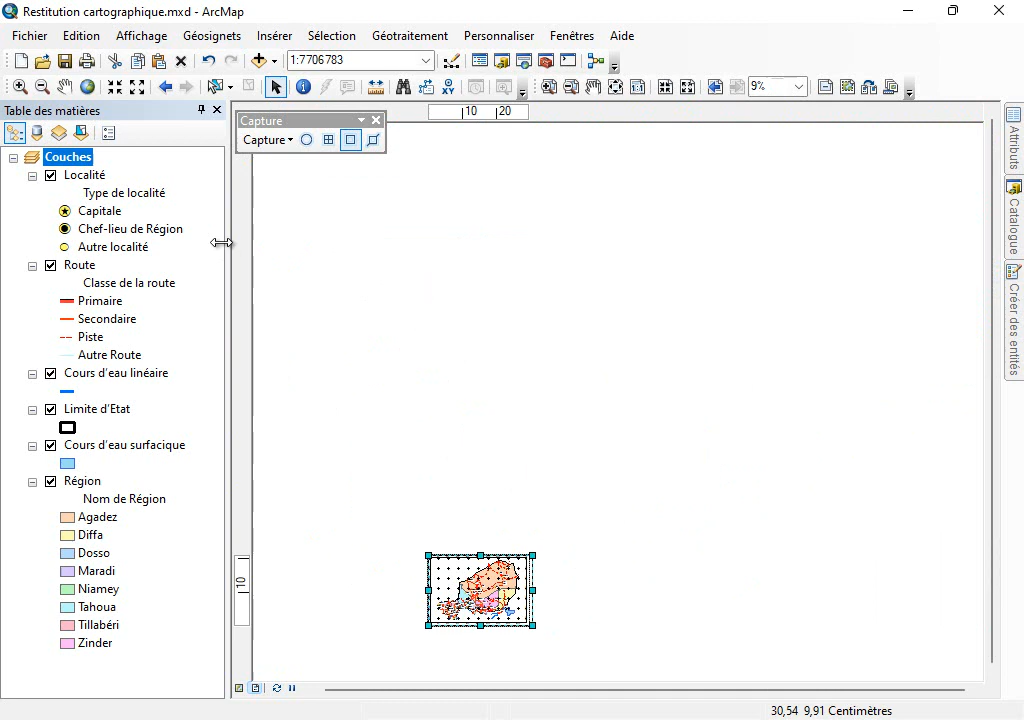 Restitution cartographique.mxd - ArcMap
Fichier Edition Affichage Géosignets Insérer Sélection Géotraitement Personnaliser Fenêtres Aide
1:7706783
9%
Table des matières
Capture
Capture
10 20
10
Couches
Localité
Type de localité
Capitale
Chef-lieu de Région
Autre localité
Route
Classe de la route
Primaire
Secondaire
Piste
Autre Route
Cours d'eau linéaire
Limite d'Etat
Cours d'eau surfacique
Région
Nom de Région
Agadez
Diffa
Dosso
Maradi
Niamey
Tahoua
Tillabéri
Zinder
Attributs
Catalogue
Créer des entités
30,54 9,91 Centimètres